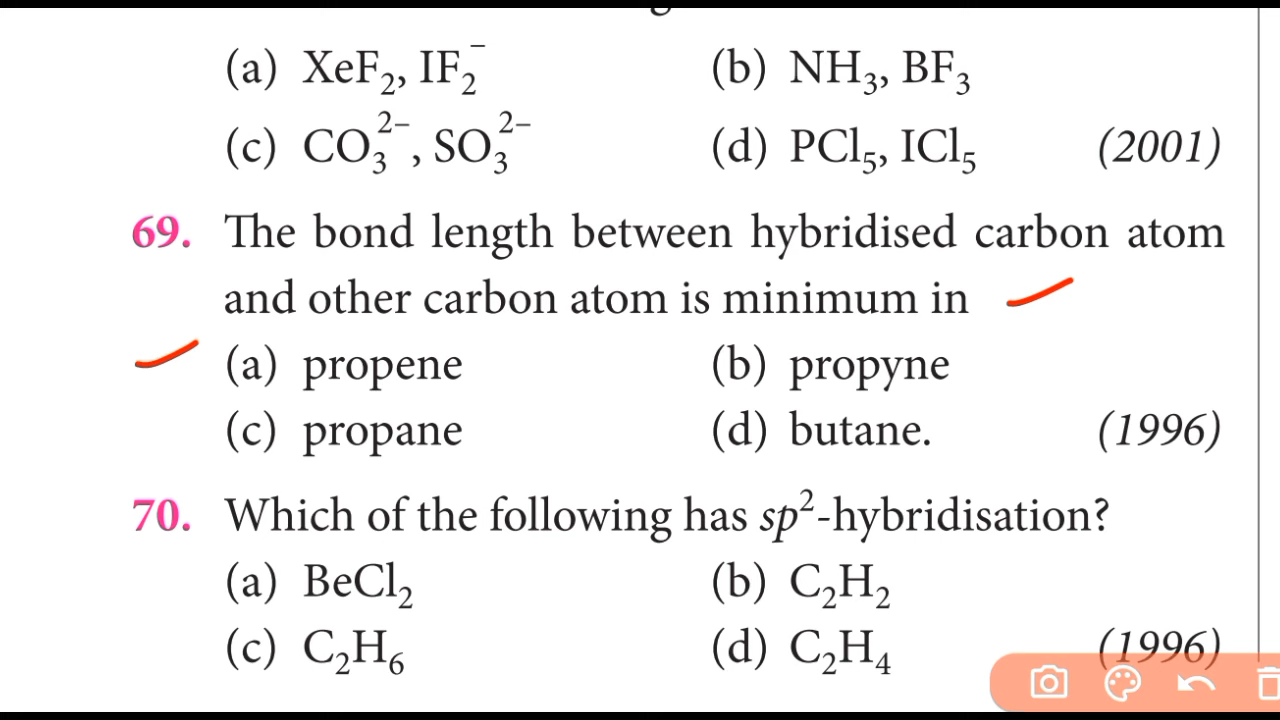 (a) XeF₂, IF₂⁻ (b) NH₃, BF₃
(c) CO₃²⁻, SO₃²⁻ (d) PCl₅, ICl₅ (2001)
69. The bond length between hybridised carbon atom
and other carbon atom is minimum in
(a) propene (b) propyne
(c) propane (d) butane. (1996)
70. Which of the following has sp²-hybridisation?
(a) BeCl₂ (b) C₂H₂
(c) C₂H₆ (d) C₂H₄ (1996)